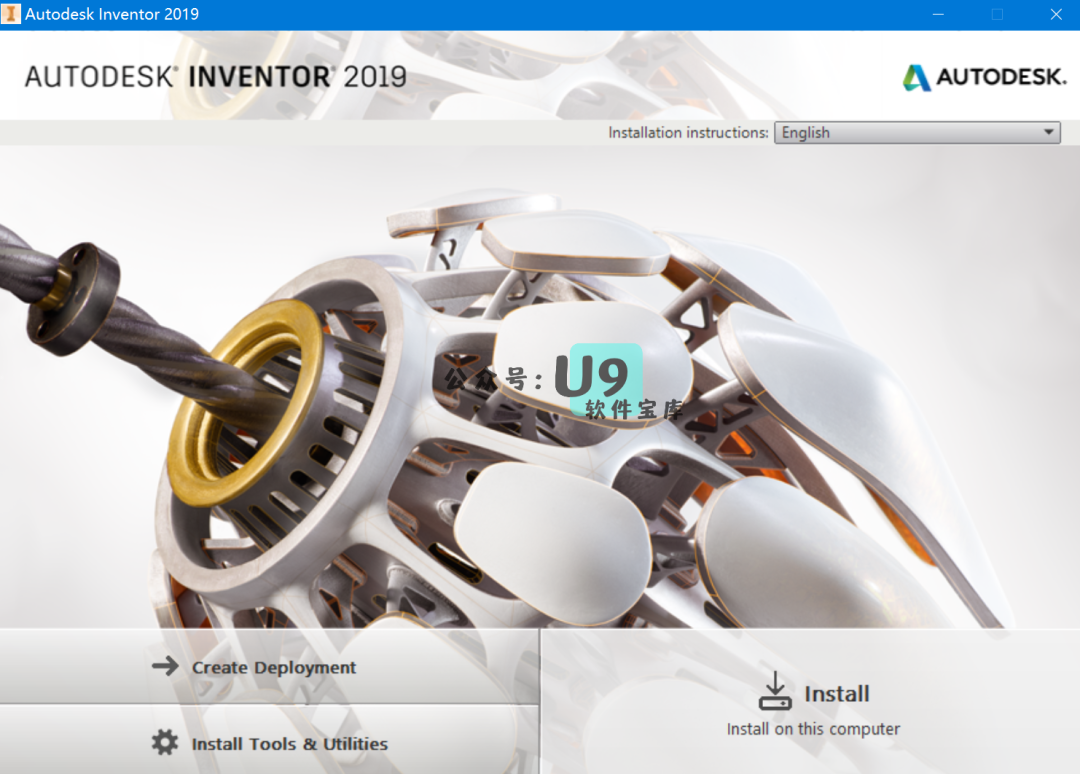 Autodesk Inventor 2019
AUTODESK® INVENTOR® 2019
AUTODESK.
Installation instructions: English
公众号：U9
软件宝库
Create Deployment
Install
Install on this computer
Install Tools & Utilities